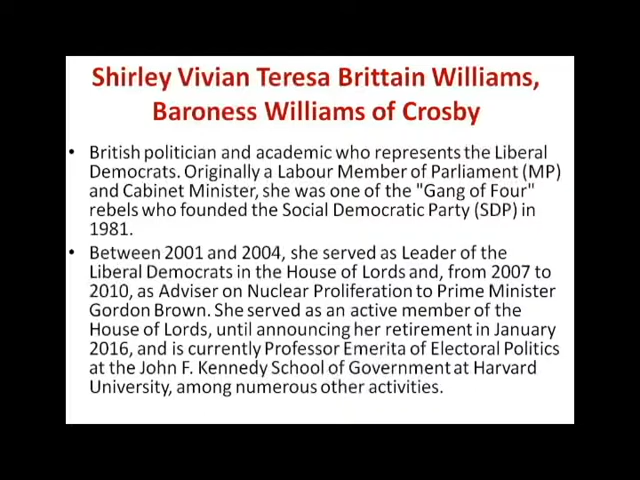 Shirley Vivian Teresa Brittain Williams,
Baroness Williams of Crosby
• British politician and academic who represents the Liberal
Democrats. Originally a Labour Member of Parliament (MP)
and Cabinet Minister, she was one of the "Gang of Four"
rebels who founded the Social Democratic Party (SDP) in
1981.
• Between 2001 and 2004, she served as Leader of the
Liberal Democrats in the House of Lords and, from 2007 to
2010, as Adviser on Nuclear Proliferation to Prime Minister
Gordon Brown. She served as an active member of the
House of Lords, until announcing her retirement in January
2016, and is currently Professor Emerita of Electoral Politics
at the John F. Kennedy School of Government at Harvard
University, among numerous other activities.